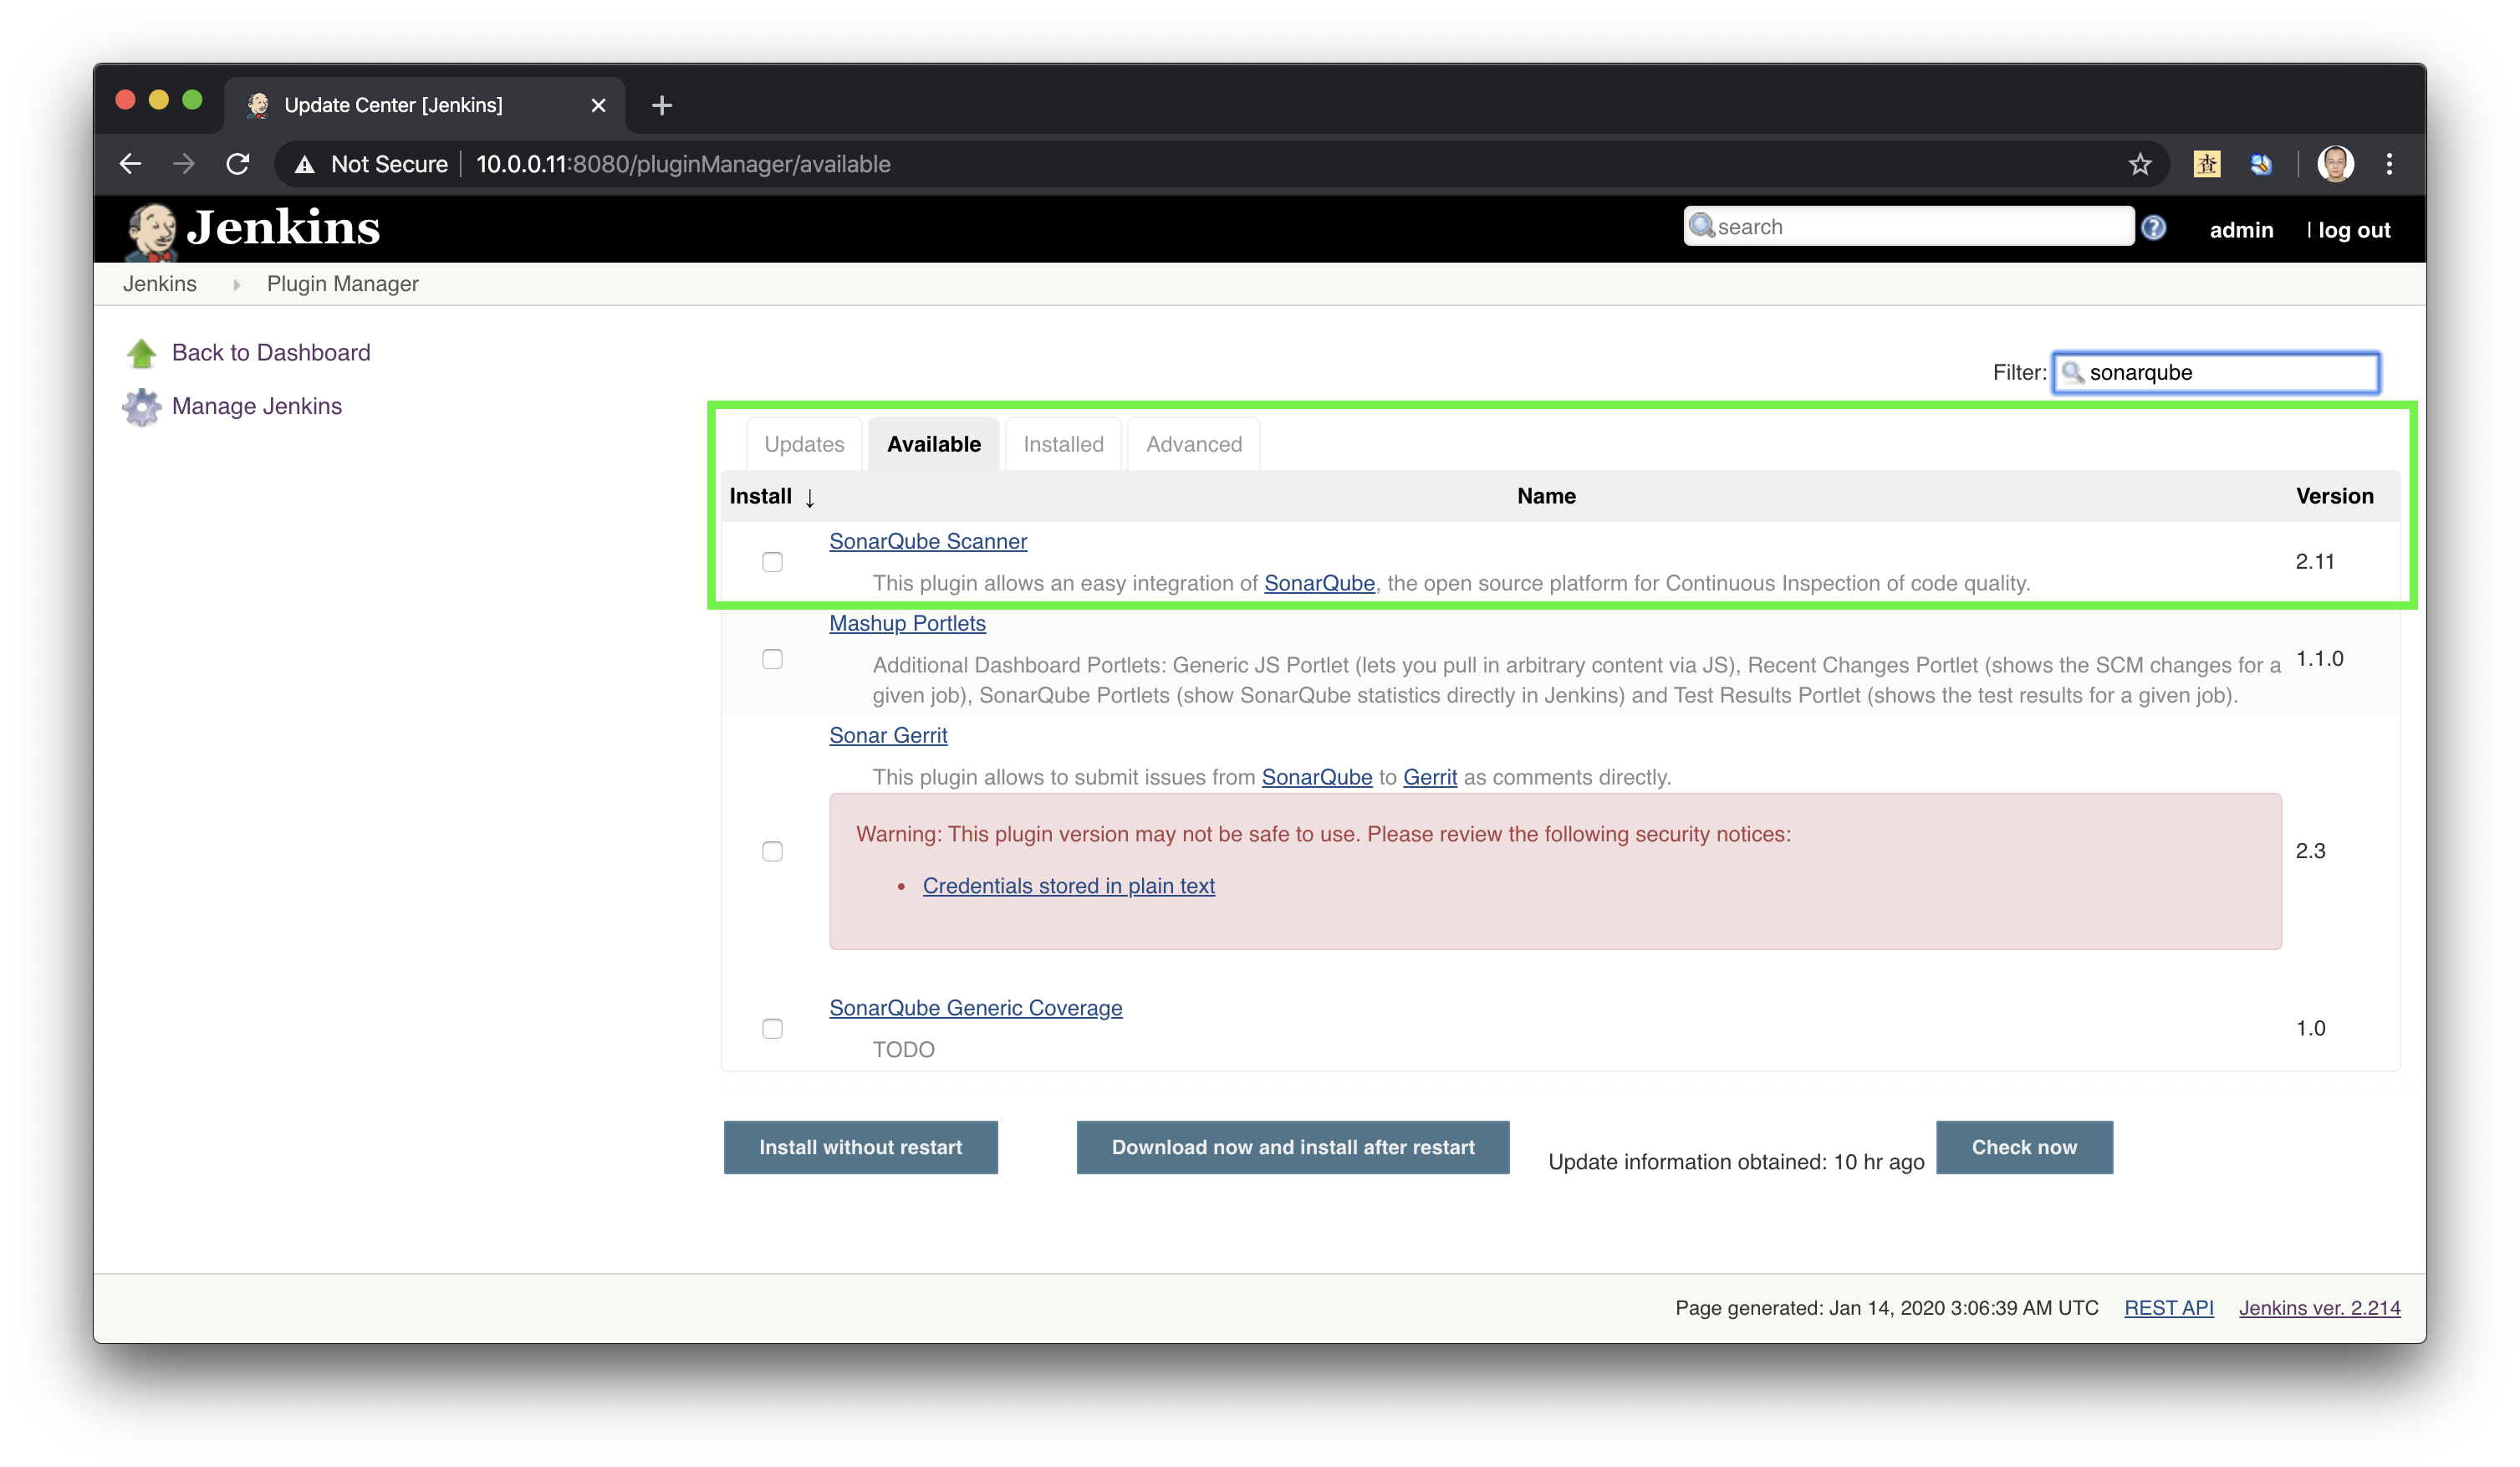 Update Center [Jenkins]
Not Secure 10.0.0.11:8080/pluginManager/available
查
Jenkins
search
admin | log out
Jenkins Plugin Manager
Back to Dashboard
Manage Jenkins
Filter: sonarqube
Updates Available Installed Advanced
Install ↓ Name Version
SonarQube Scanner
This plugin allows an easy integration of SonarQube, the open source platform for Continuous Inspection of code quality.
2.11
Mashup Portlets
Additional Dashboard Portlets: Generic JS Portlet (lets you pull in arbitrary content via JS), Recent Changes Portlet (shows the SCM changes for a
given job), SonarQube Portlets (show SonarQube statistics directly in Jenkins) and Test Results Portlet (shows the test results for a given job).
1.1.0
Sonar Gerrit
This plugin allows to submit issues from SonarQube to Gerrit as comments directly.
Warning: This plugin version may not be safe to use. Please review the following security notices:
• Credentials stored in plain text
2.3
SonarQube Generic Coverage
TODO
1.0
Install without restart Download now and install after restart Update information obtained: 10 hr ago Check now
Page generated: Jan 14, 2020 3:06:39 AM UTC REST API Jenkins ver. 2.214